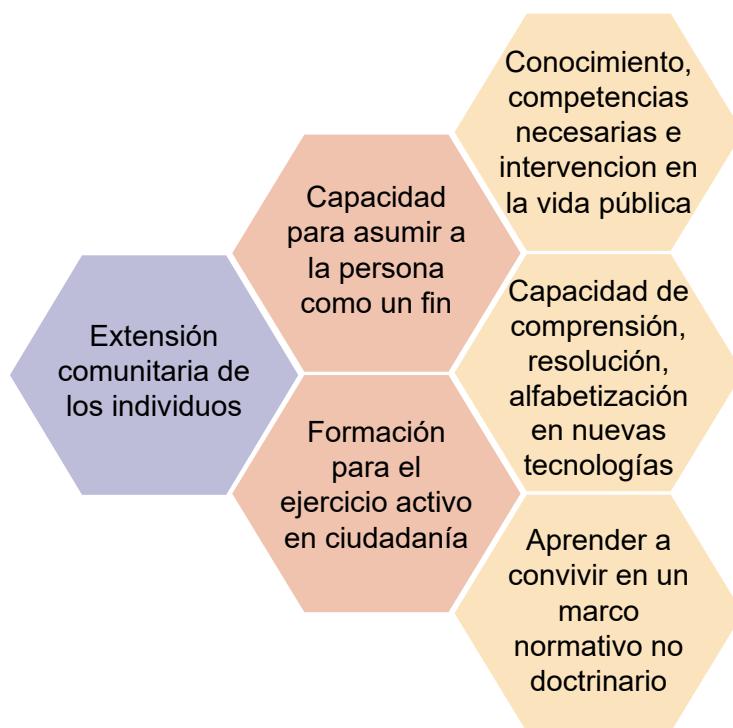 Extensión
comunitaria de
los individuos
Capacidad
para asumir a
la persona
como un fin
Formación
para el
ejercicio activo
en ciudadanía
Conocimiento,
competencias
necesarias e
intervencion en
la vida pública
Capacidad de
comprensión,
resolución,
alfabetización
en nuevas
tecnologías
Aprender a
convivir en un
marco
normativo no
doctrinario